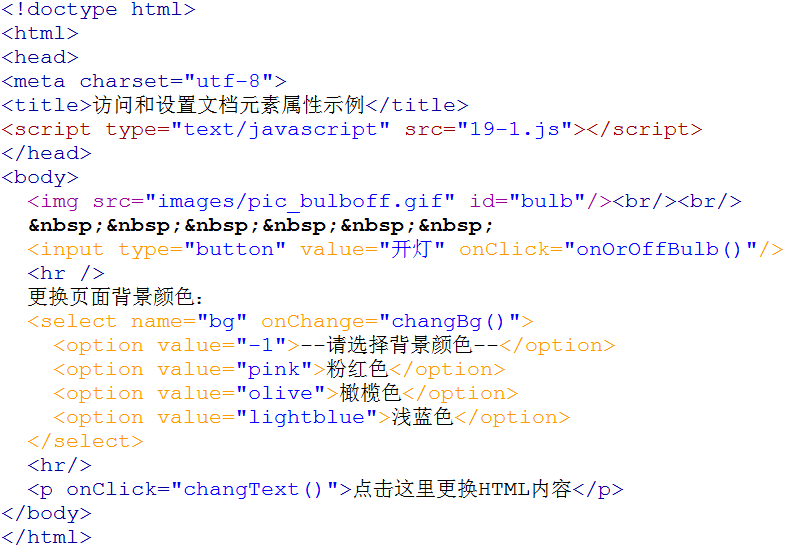 <!doctype html>
<html>
<head>
<meta charset="utf-8">
<title>访问和设置文档元素属性示例</title>
<script type="text/javascript" src="19-1.js"></script>
</head>
<body>
  <img src="images/pic_bulboff.gif" id="bulb"/><br/><br/>
  &nbsp;&nbsp;&nbsp;&nbsp;&nbsp;&nbsp;
  <input type="button" value="开灯" onClick="onOrOffBulb()"/>
  <hr />
  更换页面背景颜色：
  <select name="bg" onChange="changBg()">
    <option value="-1">--请选择背景颜色--</option>
    <option value="pink">粉红色</option>
    <option value="olive">橄榄色</option>
    <option value="lightblue">浅蓝色</option>
  </select>
  <hr/>
  <p onClick="changText()">点击这里更换HTML内容</p>
</body>
</html>